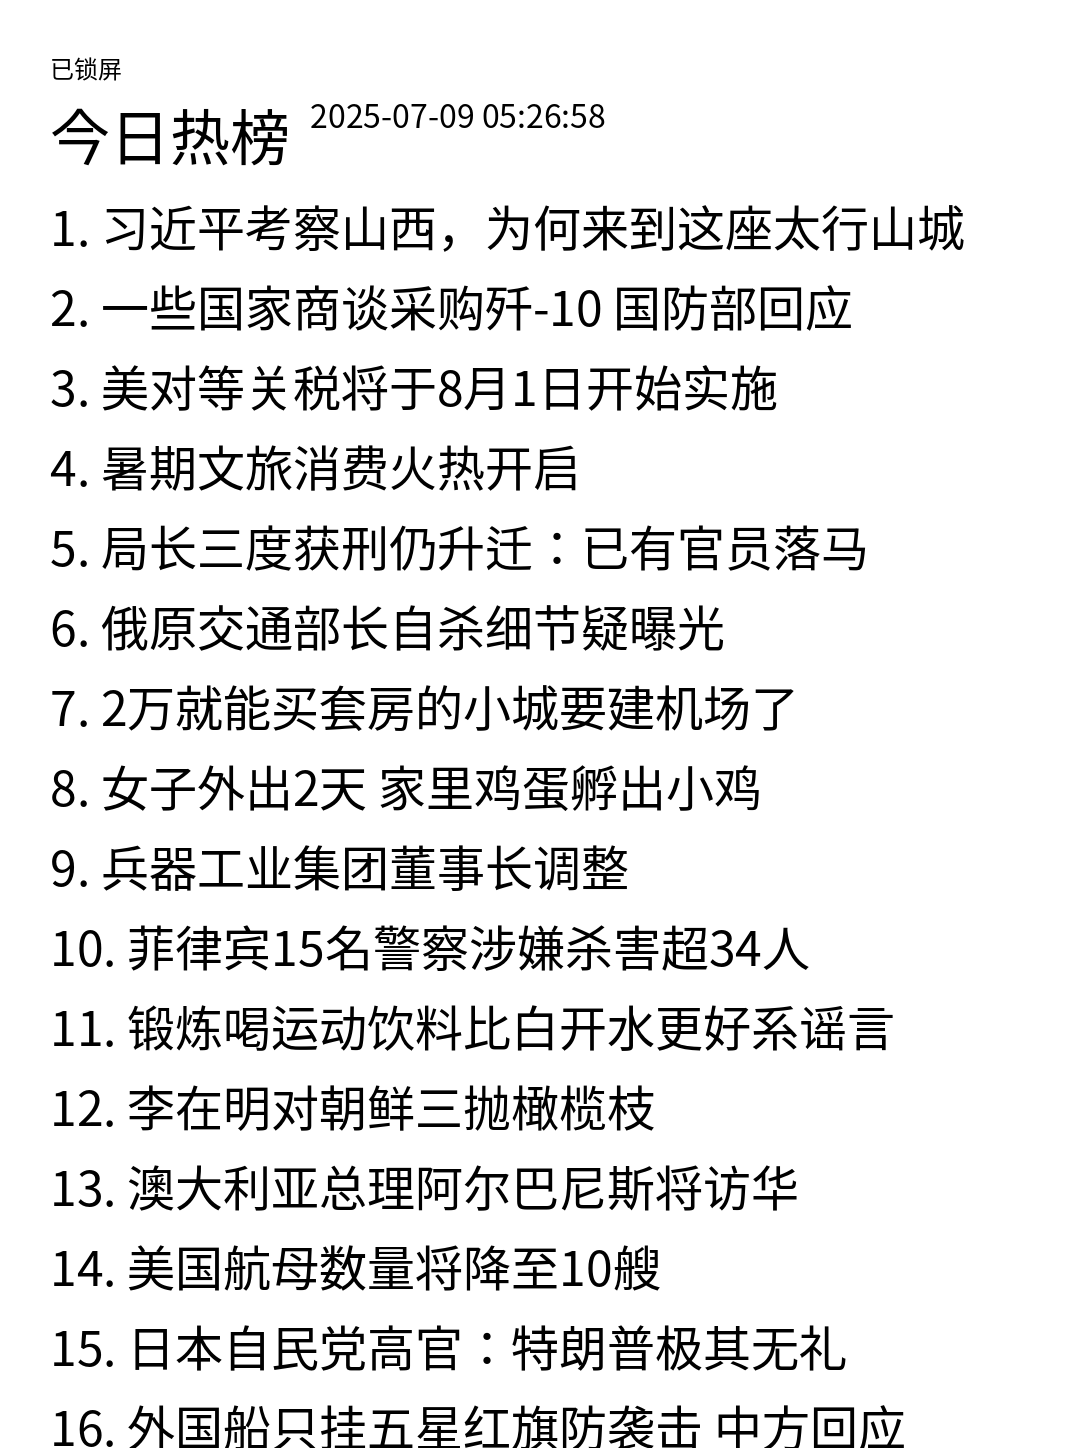 已锁屏
今日热榜 2025-07-09 05:26:58
1. 习近平考察山西，为何来到这座太行山城
2. 一些国家商谈采购歼-10 国防部回应
3. 美对等关税将于8月1日开始实施
4. 暑期文旅消费火热开启
5. 局长三度获刑仍升迁：已有官员落马
6. 俄原交通部长自杀细节疑曝光
7. 2万就能买套房的小城要建机场了
8. 女子外出2天 家里鸡蛋孵出小鸡
9. 兵器工业集团董事长调整
10. 菲律宾15名警察涉嫌杀害超34人
11. 锻炼喝运动饮料比白开水更好系谣言
12. 李在明对朝鲜三抛橄榄枝
13. 澳大利亚总理阿尔巴尼斯将访华
14. 美国航母数量将降至10艘
15. 日本自民党高官：特朗普极其无礼
16. 外国船只挂五星红旗防袭击 中方回应